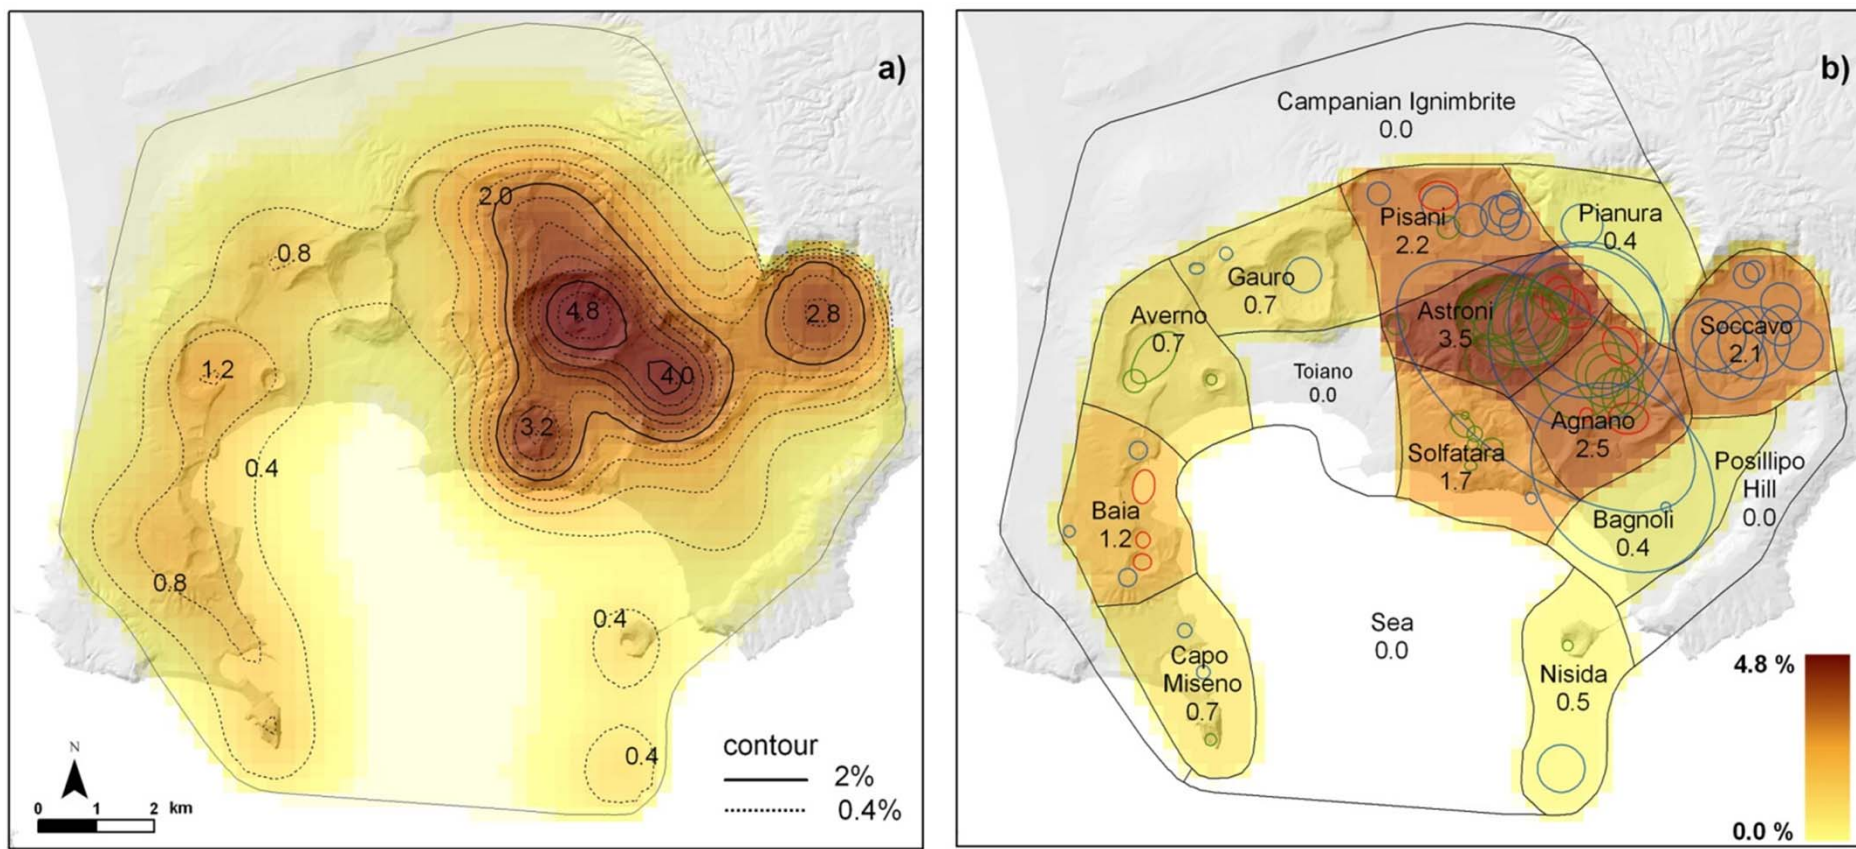 a)
2.0
0.8
4.8
2.8
1.2
4.0
3.2
0.4
0.8
0.4
0.4
contour
2%
0.4%
N
0 1 2 km
b)
Campanian Ignimbrite
0.0
Pisani
2.2
Pianura
0.4
Gauro
0.7
Averno
0.7
Astroni
3.5
Soccavo
2.1
Toiano
0.0
Agnano
2.5
Solfatara
1.7
Posillipo
Hill
0.0
Baia
1.2
Bagnoli
0.4
Sea
0.0
Capo
Miseno
0.7
Nisida
0.5
4.8 %
0.0 %